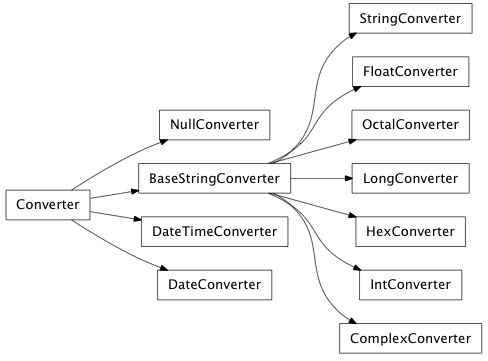 StringConverter
FloatConverter
NullConverter
OctalConverter
BaseStringConverter
LongConverter
Converter
DateTimeConverter
HexConverter
DateConverter
IntConverter
ComplexConverter